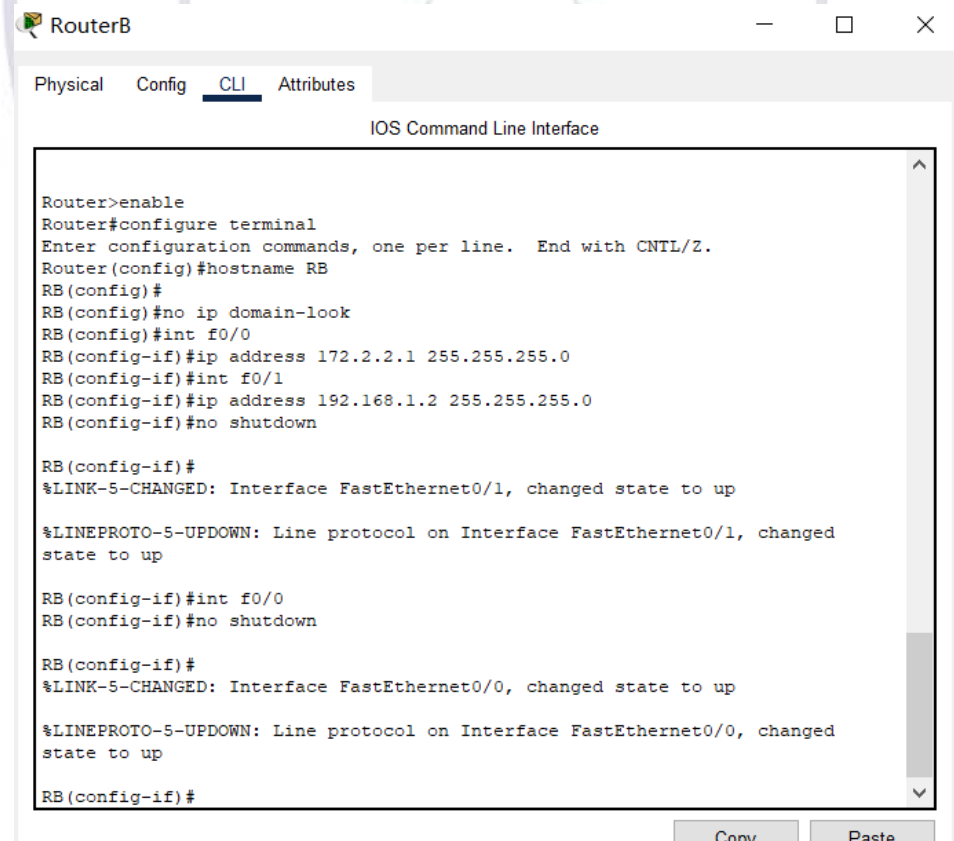 RouterB
Physical Config CLI Attributes
IOS Command Line Interface
Router>enable
Router#configure terminal
Enter configuration commands, one per line.  End with CNTL/Z.
Router(config)#hostname RB
RB(config)#
RB(config)#no ip domain-look
RB(config)#int f0/0
RB(config-if)#ip address 172.2.2.1 255.255.255.0
RB(config-if)#int f0/1
RB(config-if)#ip address 192.168.1.2 255.255.255.0
RB(config-if)#no shutdown
RB(config-if)#
%LINK-5-CHANGED: Interface FastEthernet0/1, changed state to up
%LINEPROTO-5-UPDOWN: Line protocol on Interface FastEthernet0/1, changed
state to up
RB(config-if)#int f0/0
RB(config-if)#no shutdown
RB(config-if)#
%LINK-5-CHANGED: Interface FastEthernet0/0, changed state to up
%LINEPROTO-5-UPDOWN: Line protocol on Interface FastEthernet0/0, changed
state to up
RB(config-if)#
Copy Paste